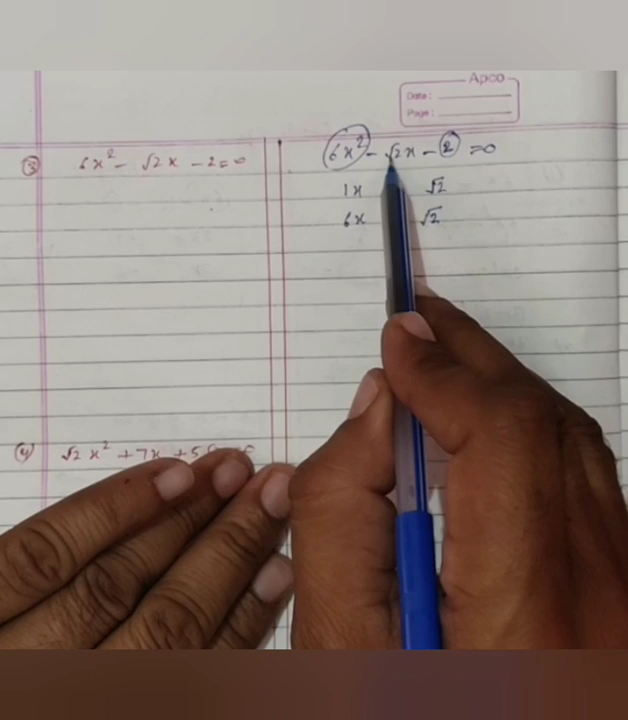 Apco
Date :
Page :
③ 6x² - √2x - 2 = 0
6x² - √2x - 2 = 0
1x √2
6x √2
④ √2x² + 7x + 5